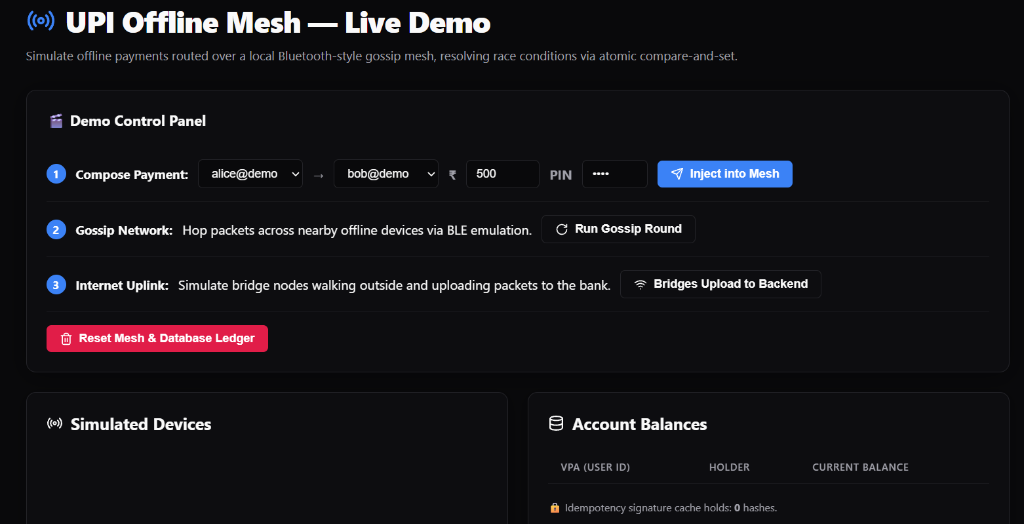 UPI Offline Mesh — Live Demo
Simulate offline payments routed over a local Bluetooth-style gossip mesh, resolving race conditions via atomic compare-and-set.
Demo Control Panel
1 Compose Payment: alice@demo → bob@demo ₹ 500 PIN •••• Inject into Mesh
2 Gossip Network: Hop packets across nearby offline devices via BLE emulation. Run Gossip Round
3 Internet Uplink: Simulate bridge nodes walking outside and uploading packets to the bank. Bridges Upload to Backend
Reset Mesh & Database Ledger
Simulated Devices
Account Balances
VPA (USER ID) HOLDER CURRENT BALANCE
Idempotency signature cache holds: 0 hashes.